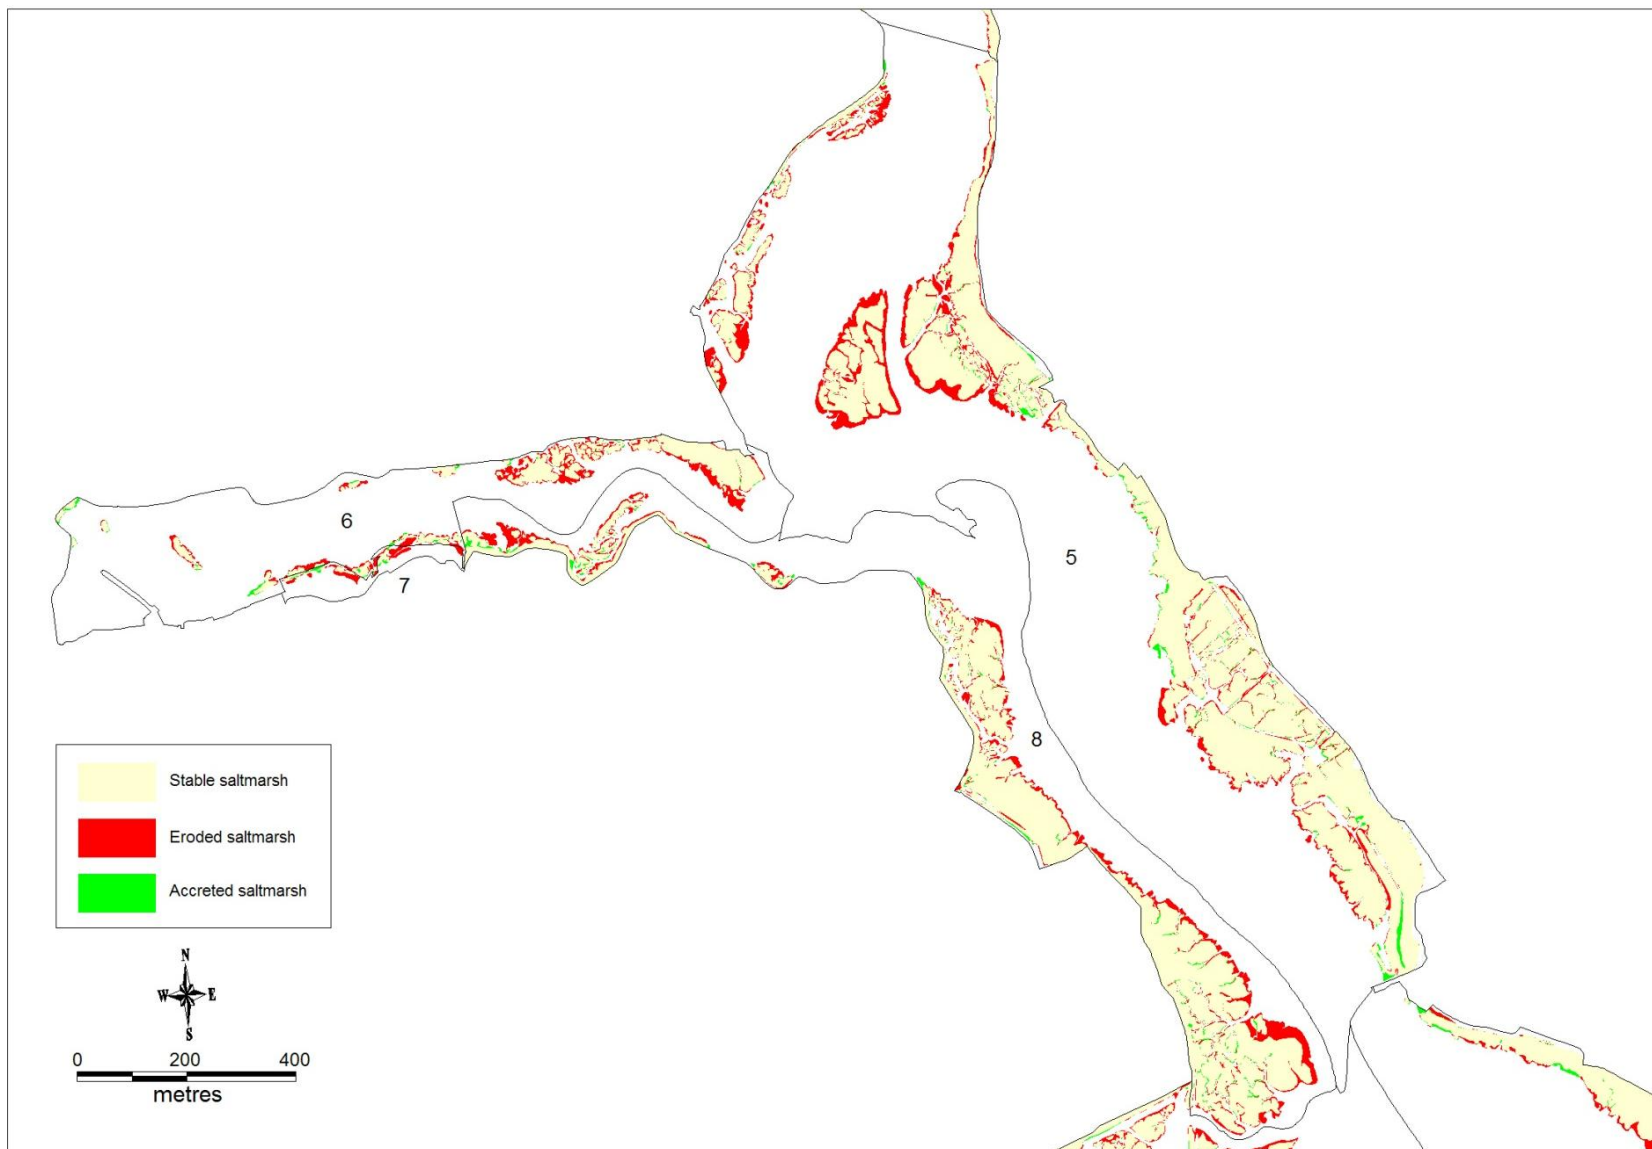 5
6
7
8
Stable saltmarsh
Eroded saltmarsh
Accreted saltmarsh
N
W E
S
0 200 400
metres